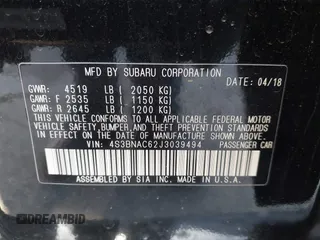 MFD BY SUBARU CORPORATION
GVWR: 4519 LB ( 2050 KG) DATE: 04/18
GAWR: F 2535 LB ( 1150 KG)
GAWR: R 2645 LB ( 1200 KG)
THIS VEHICLE CONFORMS TO ALL APPLICABLE FEDERAL MOTOR VEHICLE
SAFETY, BUMPER, AND THEFT PREVENTION STANDARDS IN
EFFECT ON THE DATE OF MANUFACTURE SHOWN ABOVE.
VIN: 4S3BNAC62J3039494 PASSENGER CAR
ASSEMBLED BY SIA INC. MADE IN U.S.A.
© DREAMBID